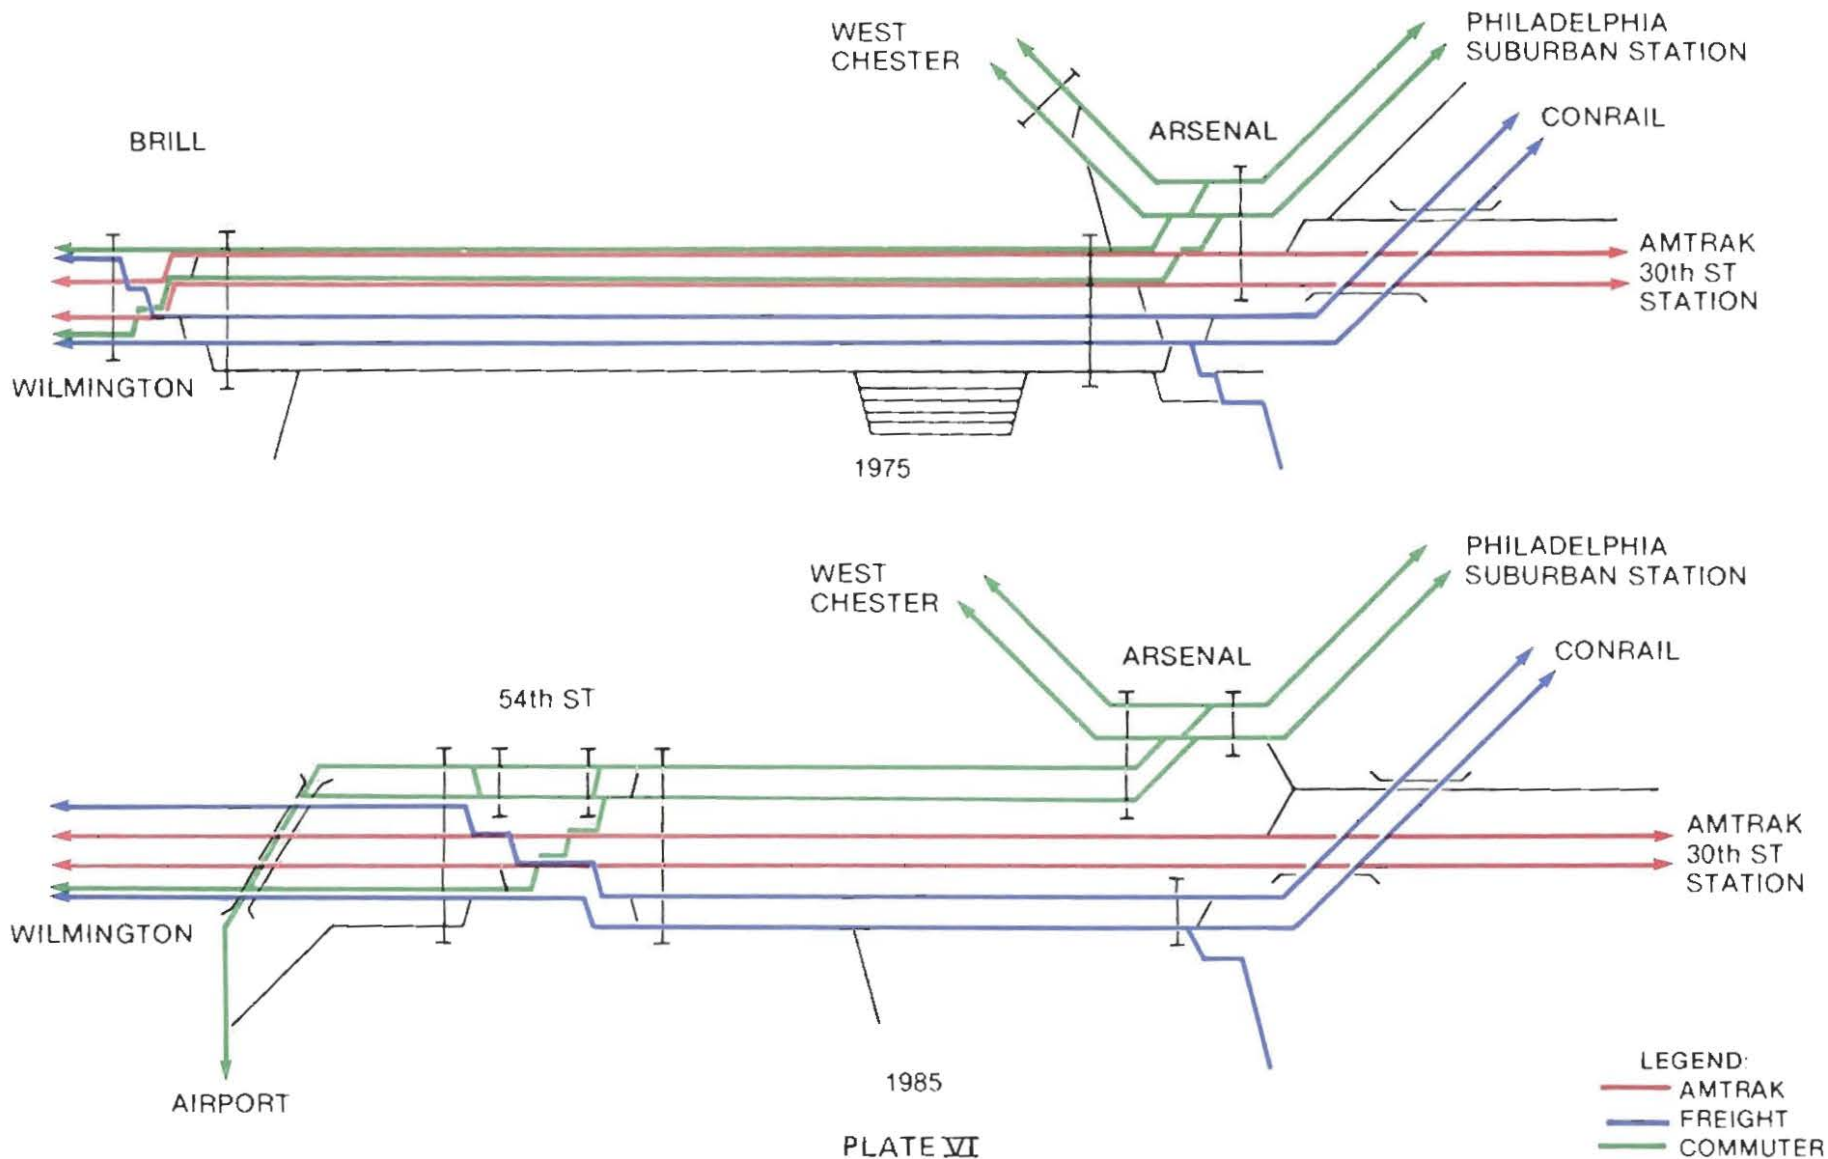 WEST
CHESTER
PHILADELPHIA
SUBURBAN STATION
CONRAIL
BRILL
ARSENAL
AMTRAK
30th ST
STATION
WILMINGTON
1975
WEST
CHESTER
PHILADELPHIA
SUBURBAN STATION
ARSENAL
CONRAIL
54th ST
AMTRAK
30th ST
STATION
WILMINGTON
AIRPORT
1985
LEGEND:
AMTRAK
FREIGHT
COMMUTER
PLATE VI